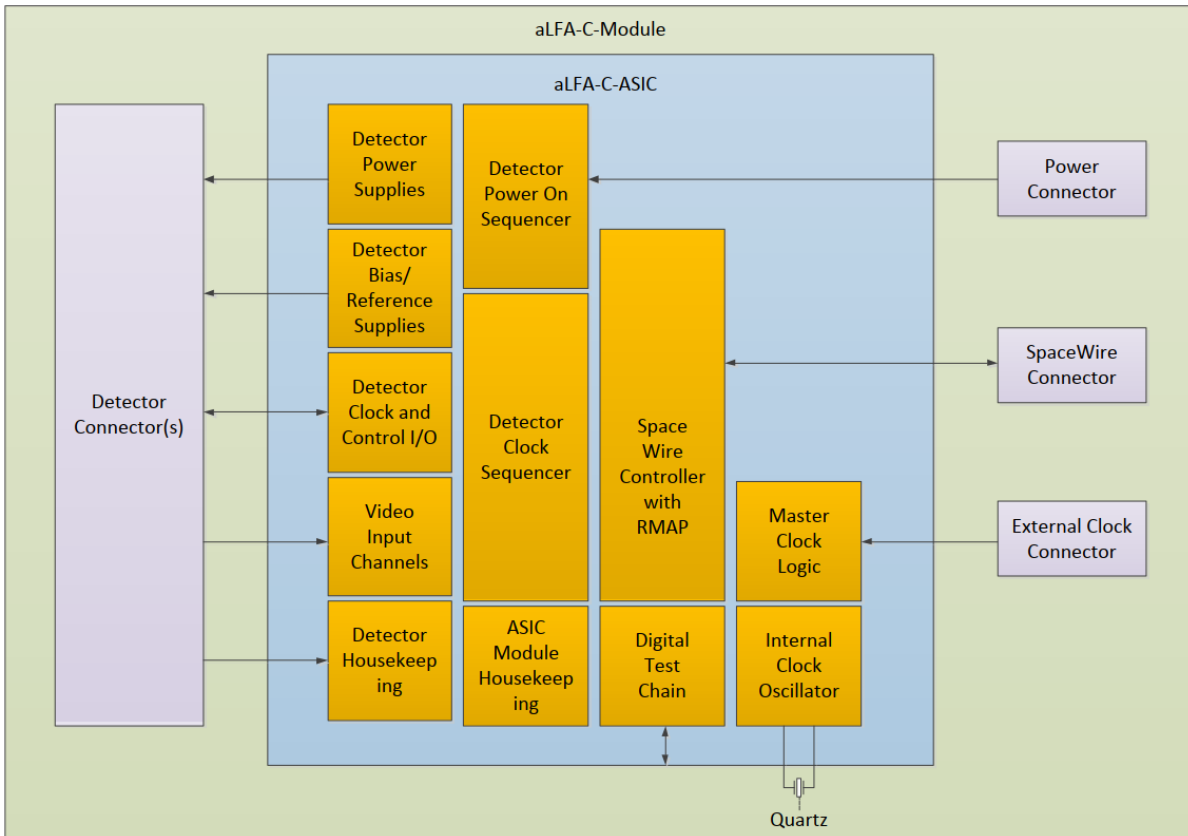 aLFA-C-Module
aLFA-C-ASIC
Detector
Connector(s)
Detector
Power
Supplies
Detector
Bias/
Reference
Supplies
Detector
Clock and
Control I/O
Video
Input
Channels
Detector
Housekeep
ing
Detector
Power On
Sequencer
Detector
Clock
Sequencer
ASIC
Module
Housekeep
ing
Space
Wire
Controller
with
RMAP
Digital
Test
Chain
Master
Clock
Logic
Internal
Clock
Oscillator
Power
Connector
SpaceWire
Connector
External Clock
Connector
Quartz